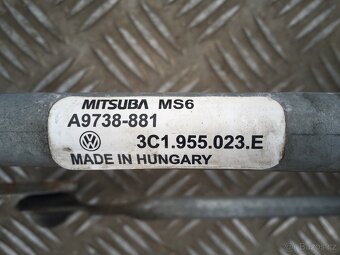 MITSUBA MS6
A9738-881
3C1.955.023.E
MADE IN HUNGARY